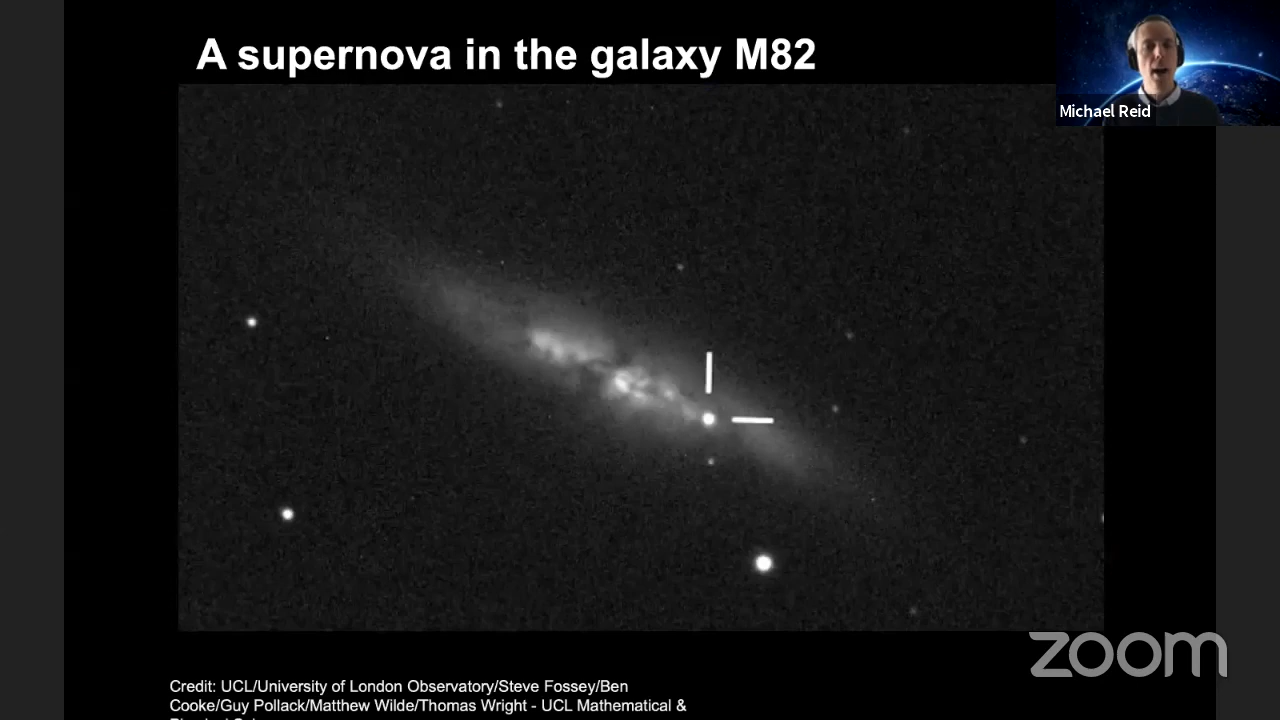 A supernova in the galaxy M82
Michael Reid
zoom
Credit: UCL/University of London Observatory/Steve Fossey/Ben
Cooke/Guy Pollack/Matthew Wilde/Thomas Wright - UCL Mathematical &